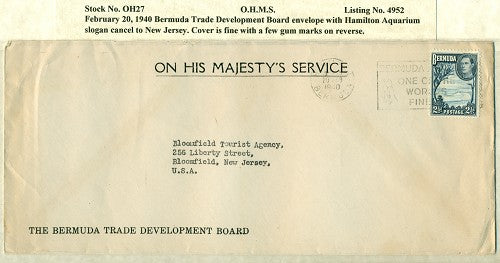 Stock No. OH27 O.H.M.S. Listing No. 4952
February 20, 1940 Bermuda Trade Development Board envelope with Hamilton Aquarium
slogan cancel to New Jersey. Cover is fine with a few gum marks on reverse.
ON HIS MAJESTY'S SERVICE
1940
BERMUDA
ONE
BERMUDA
POSTAGE
Bloomfield Tourist Agency,
256 Liberty Street,
Bloomfield, New Jersey,
U.S.A.
THE BERMUDA TRADE DEVELOPMENT BOARD